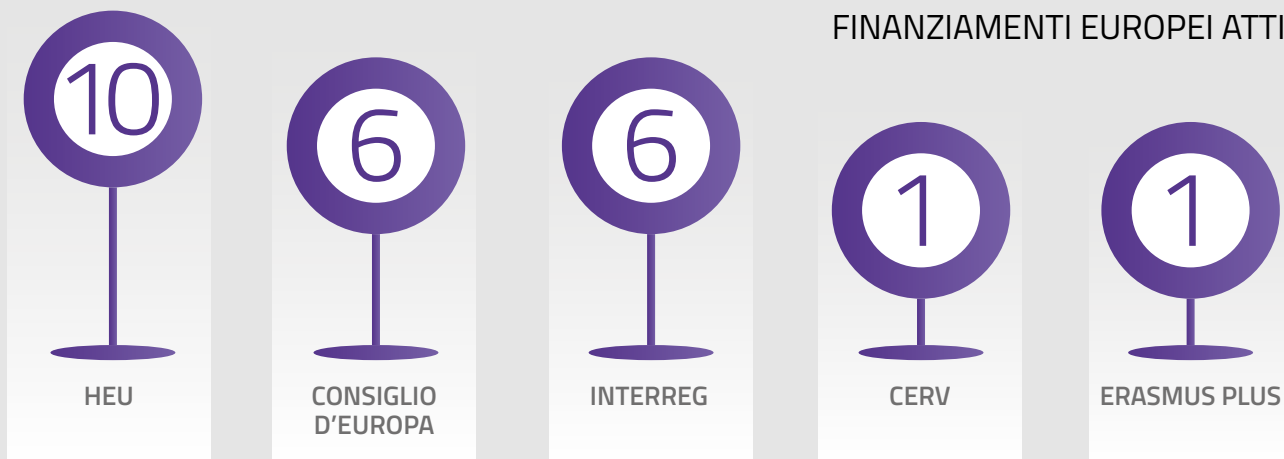 FINANZIAMENTI EUROPEI ATTI
10
6
6
1
1
HEU
CONSIGLIO
D'EUROPA
INTERREG
CERV
ERASMUS PLUS